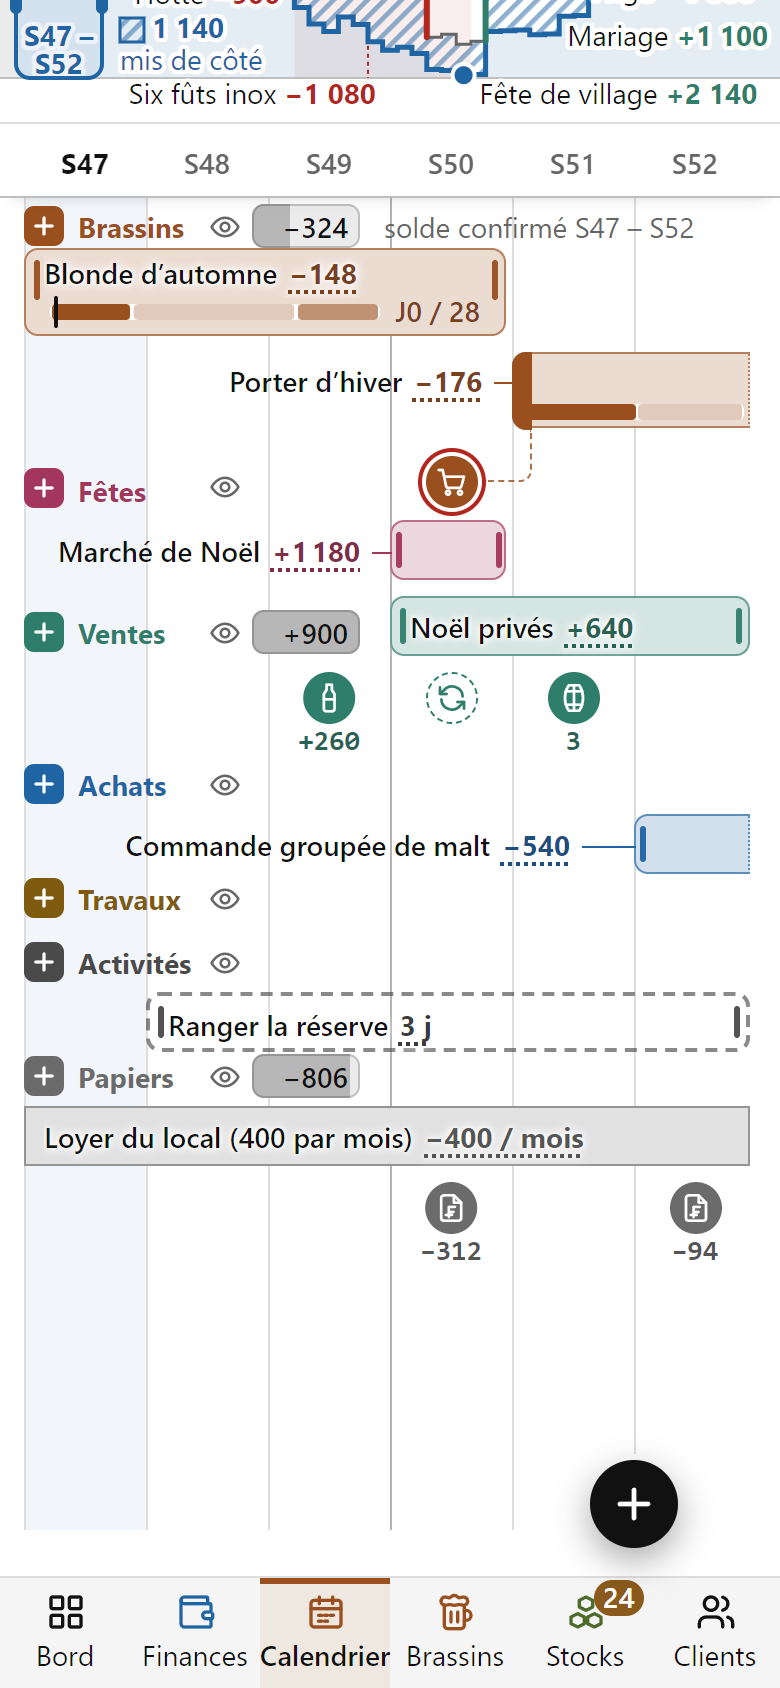 S47 –
S52
1 140
mis de côté
Mariage +1 100
Six fûts inox −1 080
Fête de village +2 140
S47 S48 S49 S50 S51 S52
Brassins −324 solde confirmé S47 – S52
Blonde d’automne −148
J0 / 28
Porter d’hiver −176
Fêtes
Marché de Noël +1 180
Ventes +900 Noël privés +640
+260 3
Achats
Commande groupée de malt −540
Travaux
Activités
Ranger la réserve 3 j
Papiers −806
Loyer du local (400 par mois) −400 / mois
−312 −94
24
Bord Finances Calendrier Brassins Stocks Clients